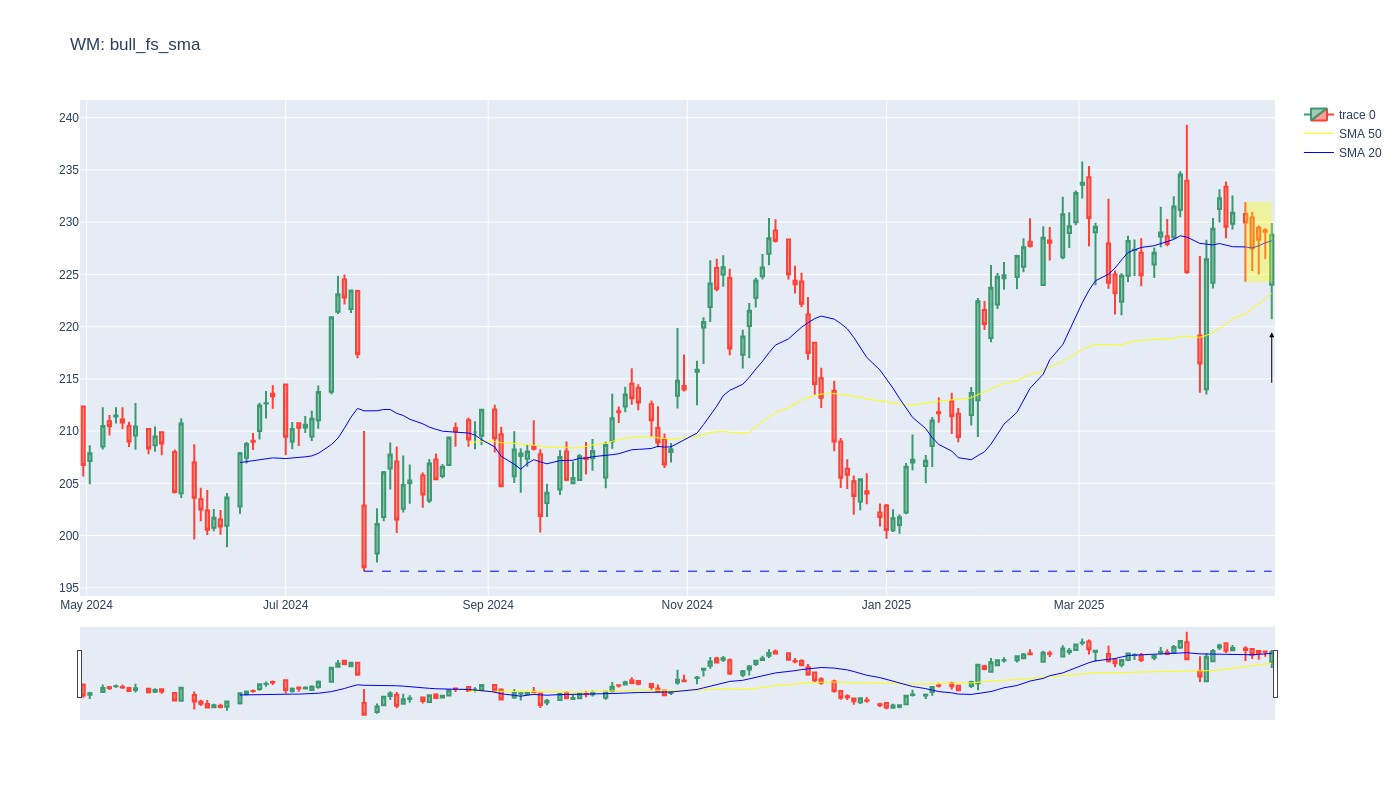 WM: bull_fs_sma
trace 0
SMA 50
SMA 20
240
235
230
225
220
215
210
205
200
195
May 2024
Jul 2024
Sep 2024
Nov 2024
Jan 2025
Mar 2025